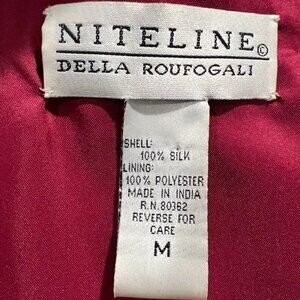 NITELINE©
DELLA ROUFOGALI
SHELL:
100% SILK
LINING:
100% POLYESTER
MADE IN INDIA
R.N. 80362
REVERSE FOR
CARE
M